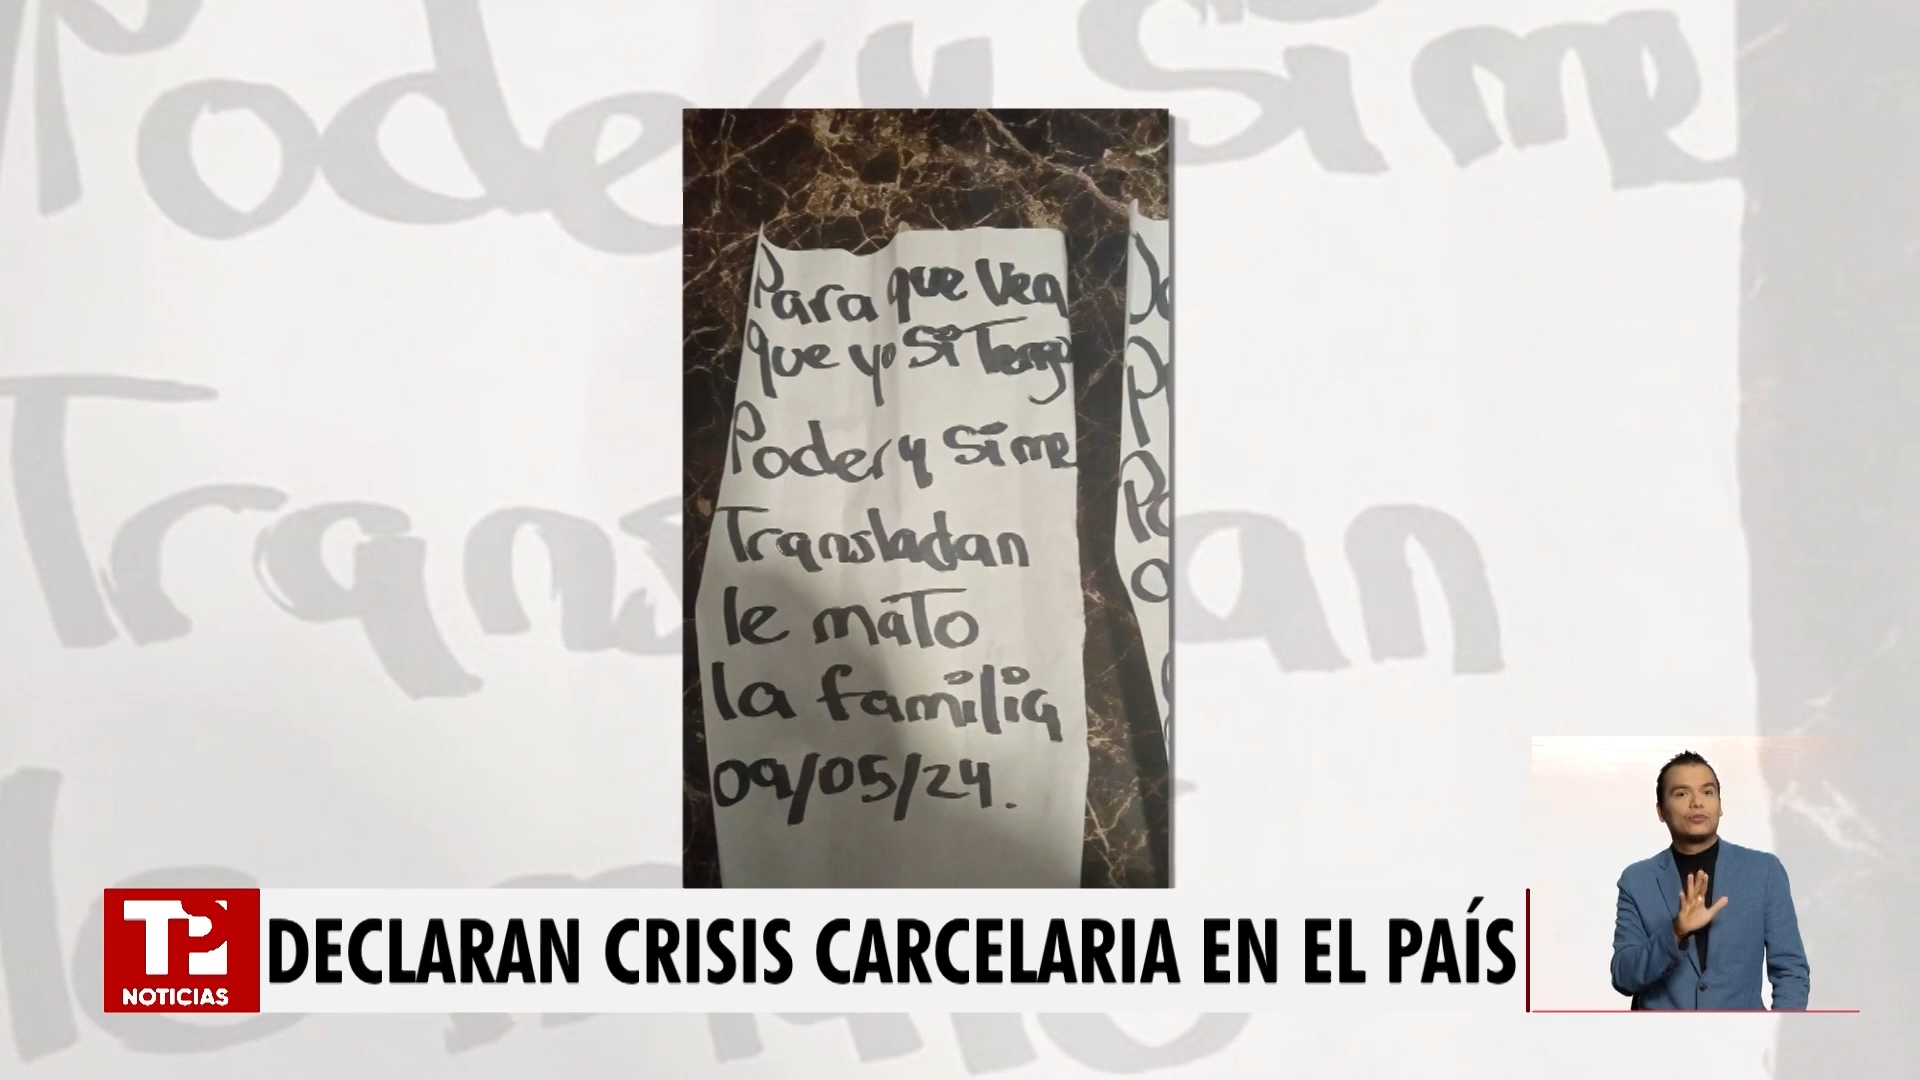 Para que vea
que yo si Tengo
Poder y si me
Transladan
le mato
la familia
09/05/24.
TP
NOTICIAS
DECLARAN CRISIS CARCELARIA EN EL PAÍS